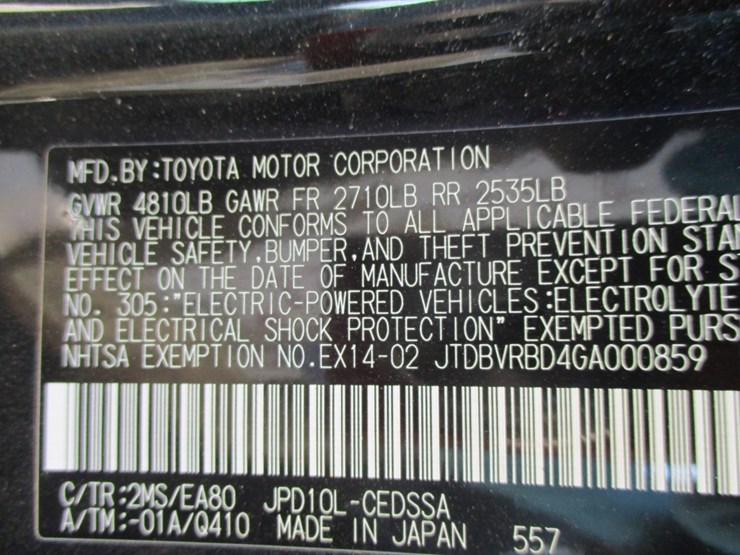 MFD.BY:TOYOTA MOTOR CORPORATION
GVWR 4810LB GAWR FR 2710LB RR 2535LB
THIS VEHICLE CONFORMS TO ALL APPLICABLE FEDERAL
VEHICLE SAFETY,BUMPER,AND THEFT PREVENTION STAN
EFFECT ON THE DATE OF MANUFACTURE EXCEPT FOR S
NO. 305:"ELECTRIC-POWERED VEHICLES:ELECTROLYTE
AND ELECTRICAL SHOCK PROTECTION" EXEMPTED PURS
NHTSA EXEMPTION NO.EX14-02 JTDBVRBD4GA000859
C/TR:2MS/EA80 JPD10L-CEDSSA
A/TM:-01A/Q410 MADE IN JAPAN 557